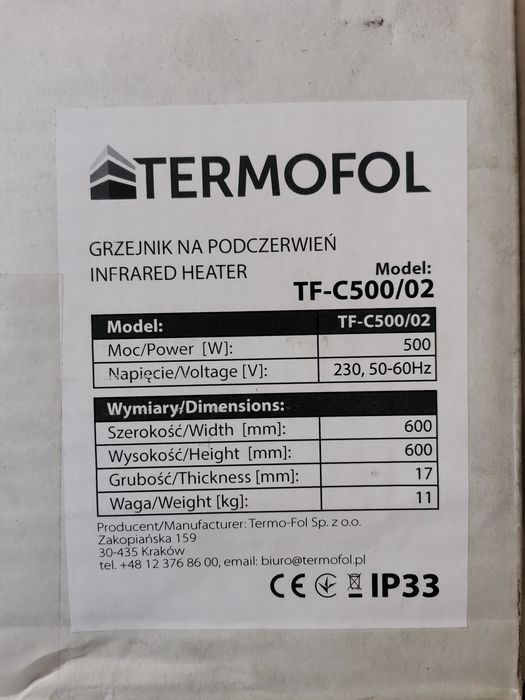 TERMOFOL
GRZEJNIK NA PODCZERWIEŃ
INFRARED HEATER
Model:
TF-C500/02
Model: TF-C500/02
Moc/Power [W]: 500
Napięcie/Voltage [V]: 230, 50-60Hz
Wymiary/Dimensions:
Szerokość/Width [mm]: 600
Wysokość/Height [mm]: 600
Grubość/Thickness [mm]: 17
Waga/Weight [kg]: 11
Producent/Manufacturer: Termo-Fol Sp. z o.o.
Zakopiańska 159
30-435 Kraków
tel. +48 12 376 86 00, email: biuro@termofol.pl
CE IP33